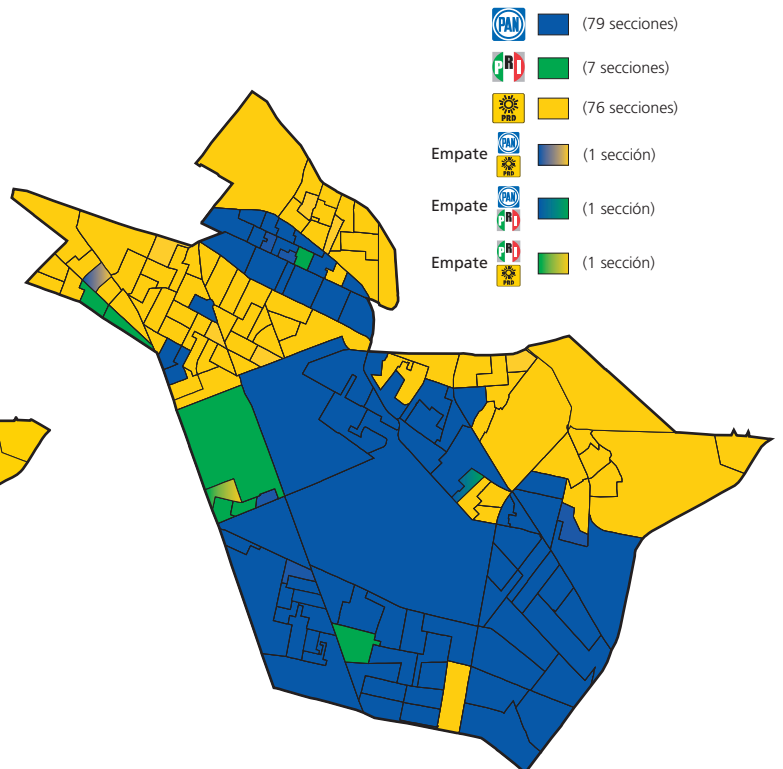 PAN (79 secciones)
PRI (7 secciones)
PRD (76 secciones)
Empate PAN PRD (1 sección)
Empate PAN PRI (1 sección)
Empate PRI PRD (1 sección)